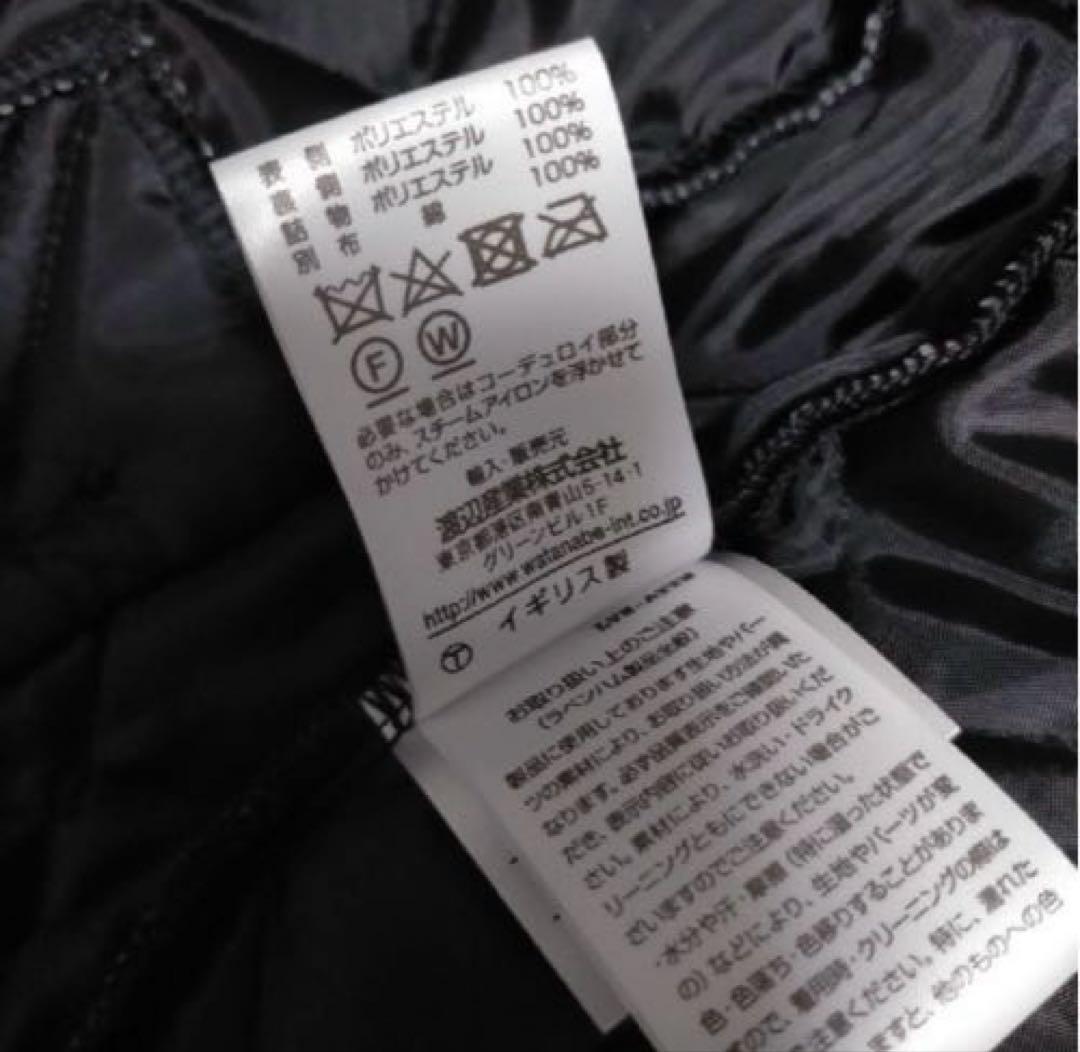 表 側 ポリエステル 100%
裏 側 ポリエステル 100%
詰 物 ポリエステル 100%
別 布 綿 100%
F W
必要な場合はコーデュロイ部分
のみ、スチームアイロンを浮かせて
かけてください。
輸入・販売元
渡辺産業株式会社
東京都港区南青山5-14-1
グリーンビル1F
http://www.watanabe-int.co.jp
イギリス製
お取り扱い上のご注意
(ラベンハム製品全般)
製品に使用しております生地やパー
ツの素材により、お取り扱い方法が異
なります。必ず品質表示をご確認いた
だき、表示内容に従いお取り扱いくだ
さい。素材により、水洗い・ドライク
リーニングともにできない場合がご
ざいますのでご注意ください。
・水分や汗・摩擦(特に湿った状態で
の)などにより、生地やパーツが変
色・色落ち・色移りすることがありま
すので、着用時・クリーニングの際は
ご注意ください。特に、濡れた
ますと、他のものへの色